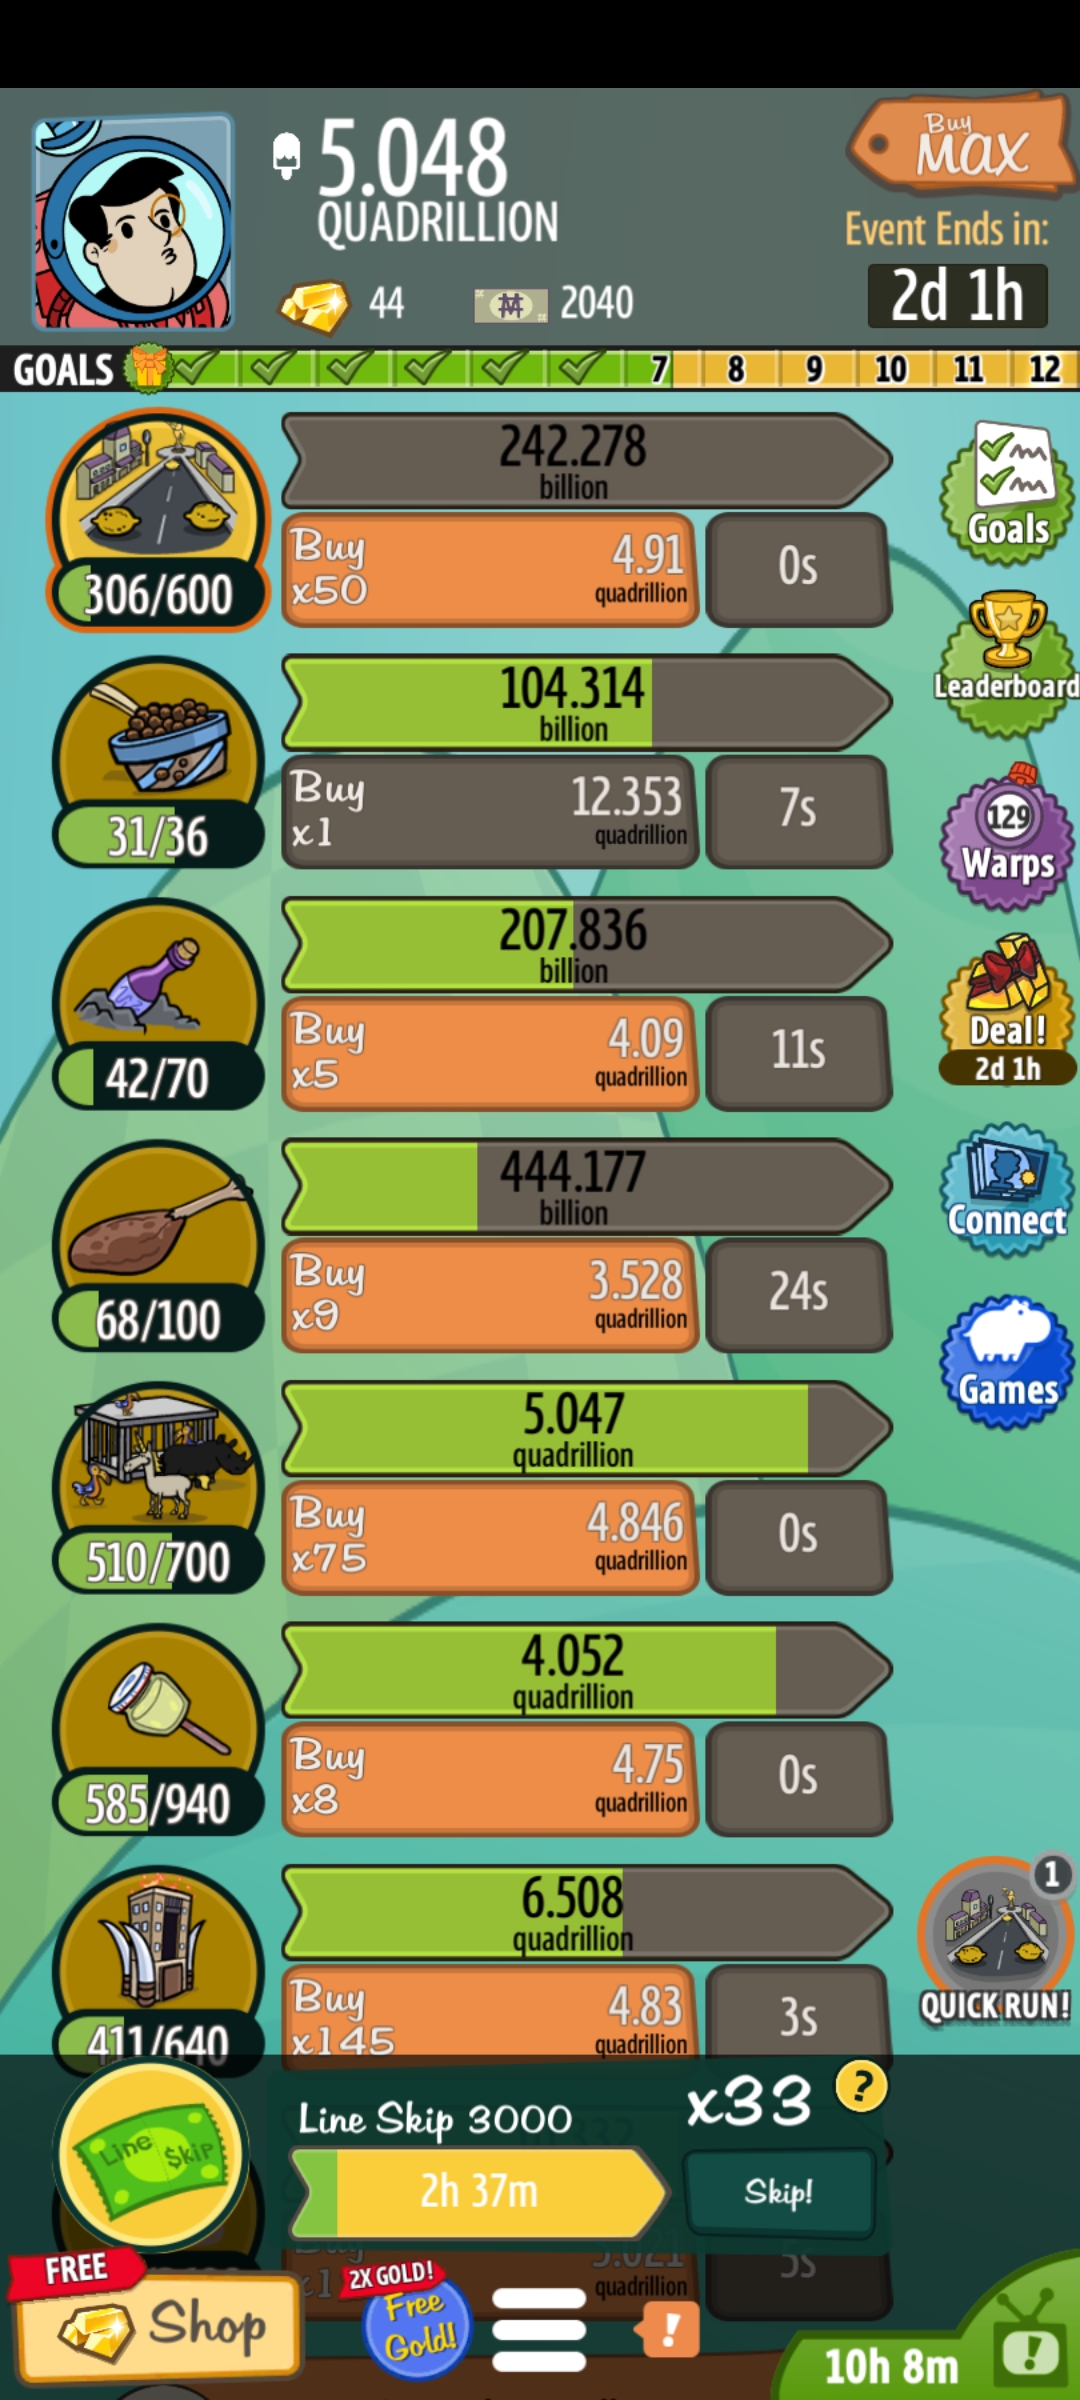 5.048
QUADRILLION
Buy
MAX
Event Ends in:
2d 1h
44
2040
GOALS
7 8 9 10 11 12
242.278
billion
306/600
Buy
x50
4.91
quadrillion
0s
Goals
104.314
billion
Leaderboard
31/36
Buy
x1
12.353
quadrillion
7s
129
Warps
207.836
billion
42/70
Buy
x5
4.09
quadrillion
11s
Deal!
2d 1h
444.177
billion
68/100
Buy
x9
3.528
quadrillion
24s
Connect
Games
5.047
quadrillion
510/700
Buy
x75
4.846
quadrillion
0s
4.052
quadrillion
585/940
Buy
x8
4.75
quadrillion
0s
6.508
quadrillion
411/640
Buy
x145
4.83
quadrillion
3s
1
QUICK RUN!
Line Skip
Line Skip 3000
x33
?
2h 37m
Skip!
Buy
quadrillion
5s
FREE
Shop
2X GOLD!
Free
Gold!
!
10h 8m
!